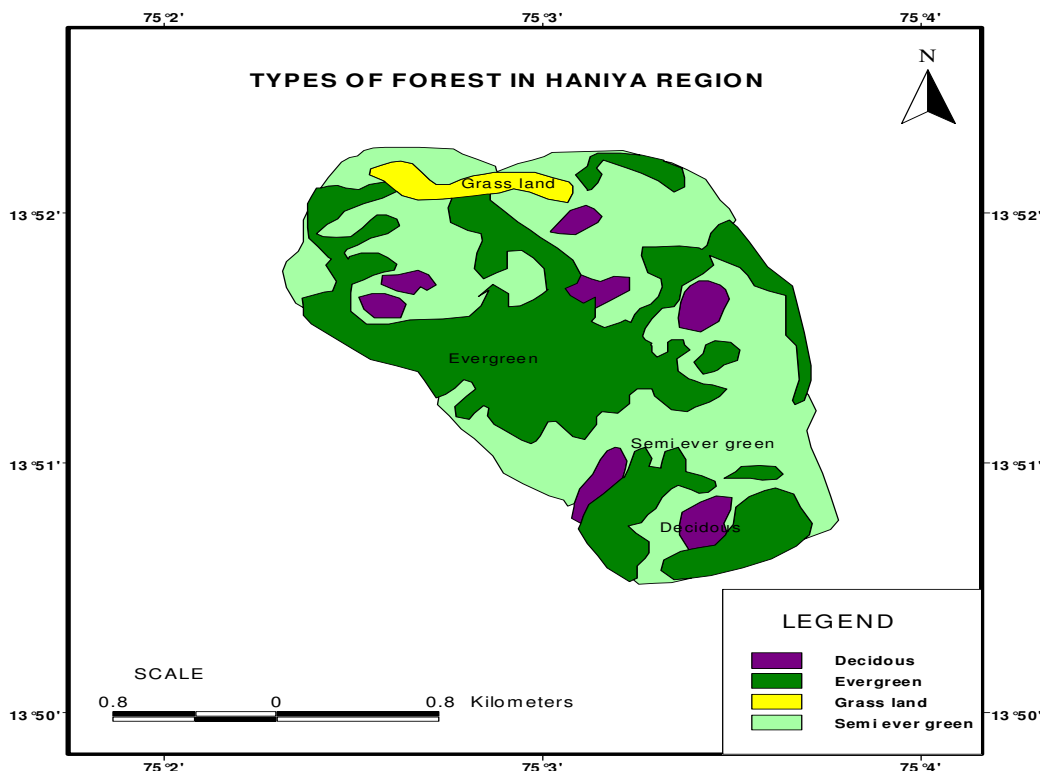 75°2' 75°3' 75°4'
TYPES OF FOREST IN HANIYA REGION
N
Grass land
13°52' 13°52'
Evergreen
Semi ever green
13°51' 13°51'
Decidous
LEGEND
Decidous
Evergreen
Grass land
Semi ever green
SCALE
0.8 0 0.8 Kilometers
13°50' 13°50'
75°2' 75°3' 75°4'